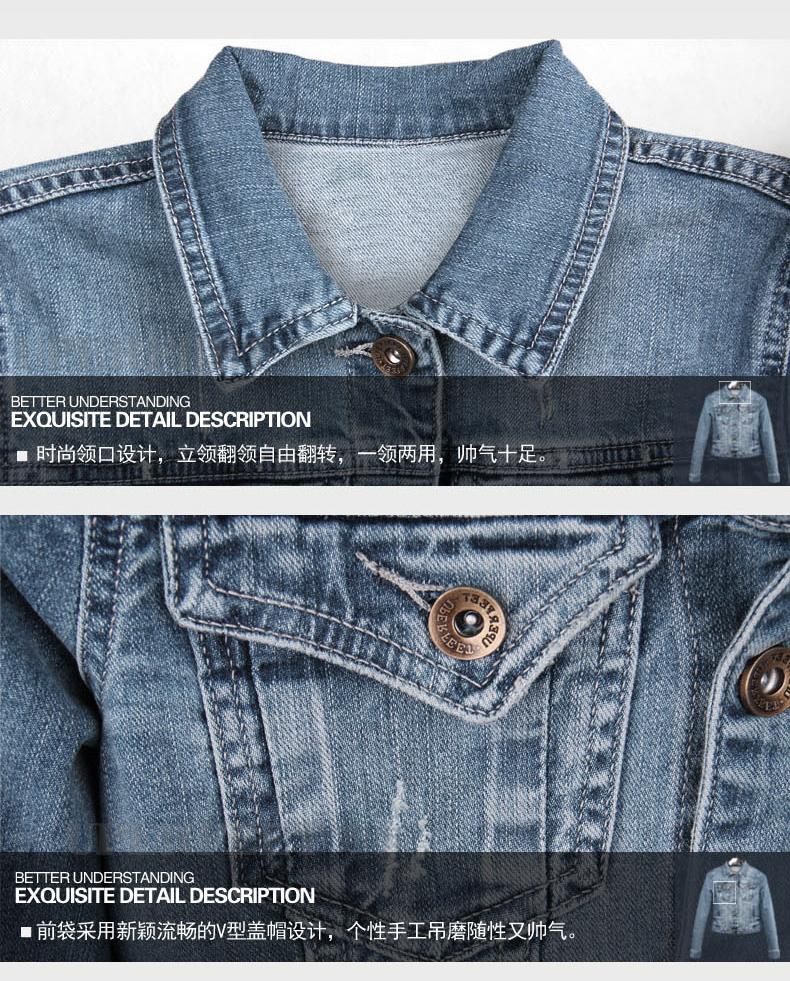 BETTER UNDERSTANDING
EXQUISITE DETAIL DESCRIPTION
■ 时尚领口设计，立领翻领自由翻转，一领两用，帅气十足。
BETTER UNDERSTANDING
EXQUISITE DETAIL DESCRIPTION
■ 前袋采用新颖流畅的V型盖帽设计，个性手工吊磨随性又帅气。